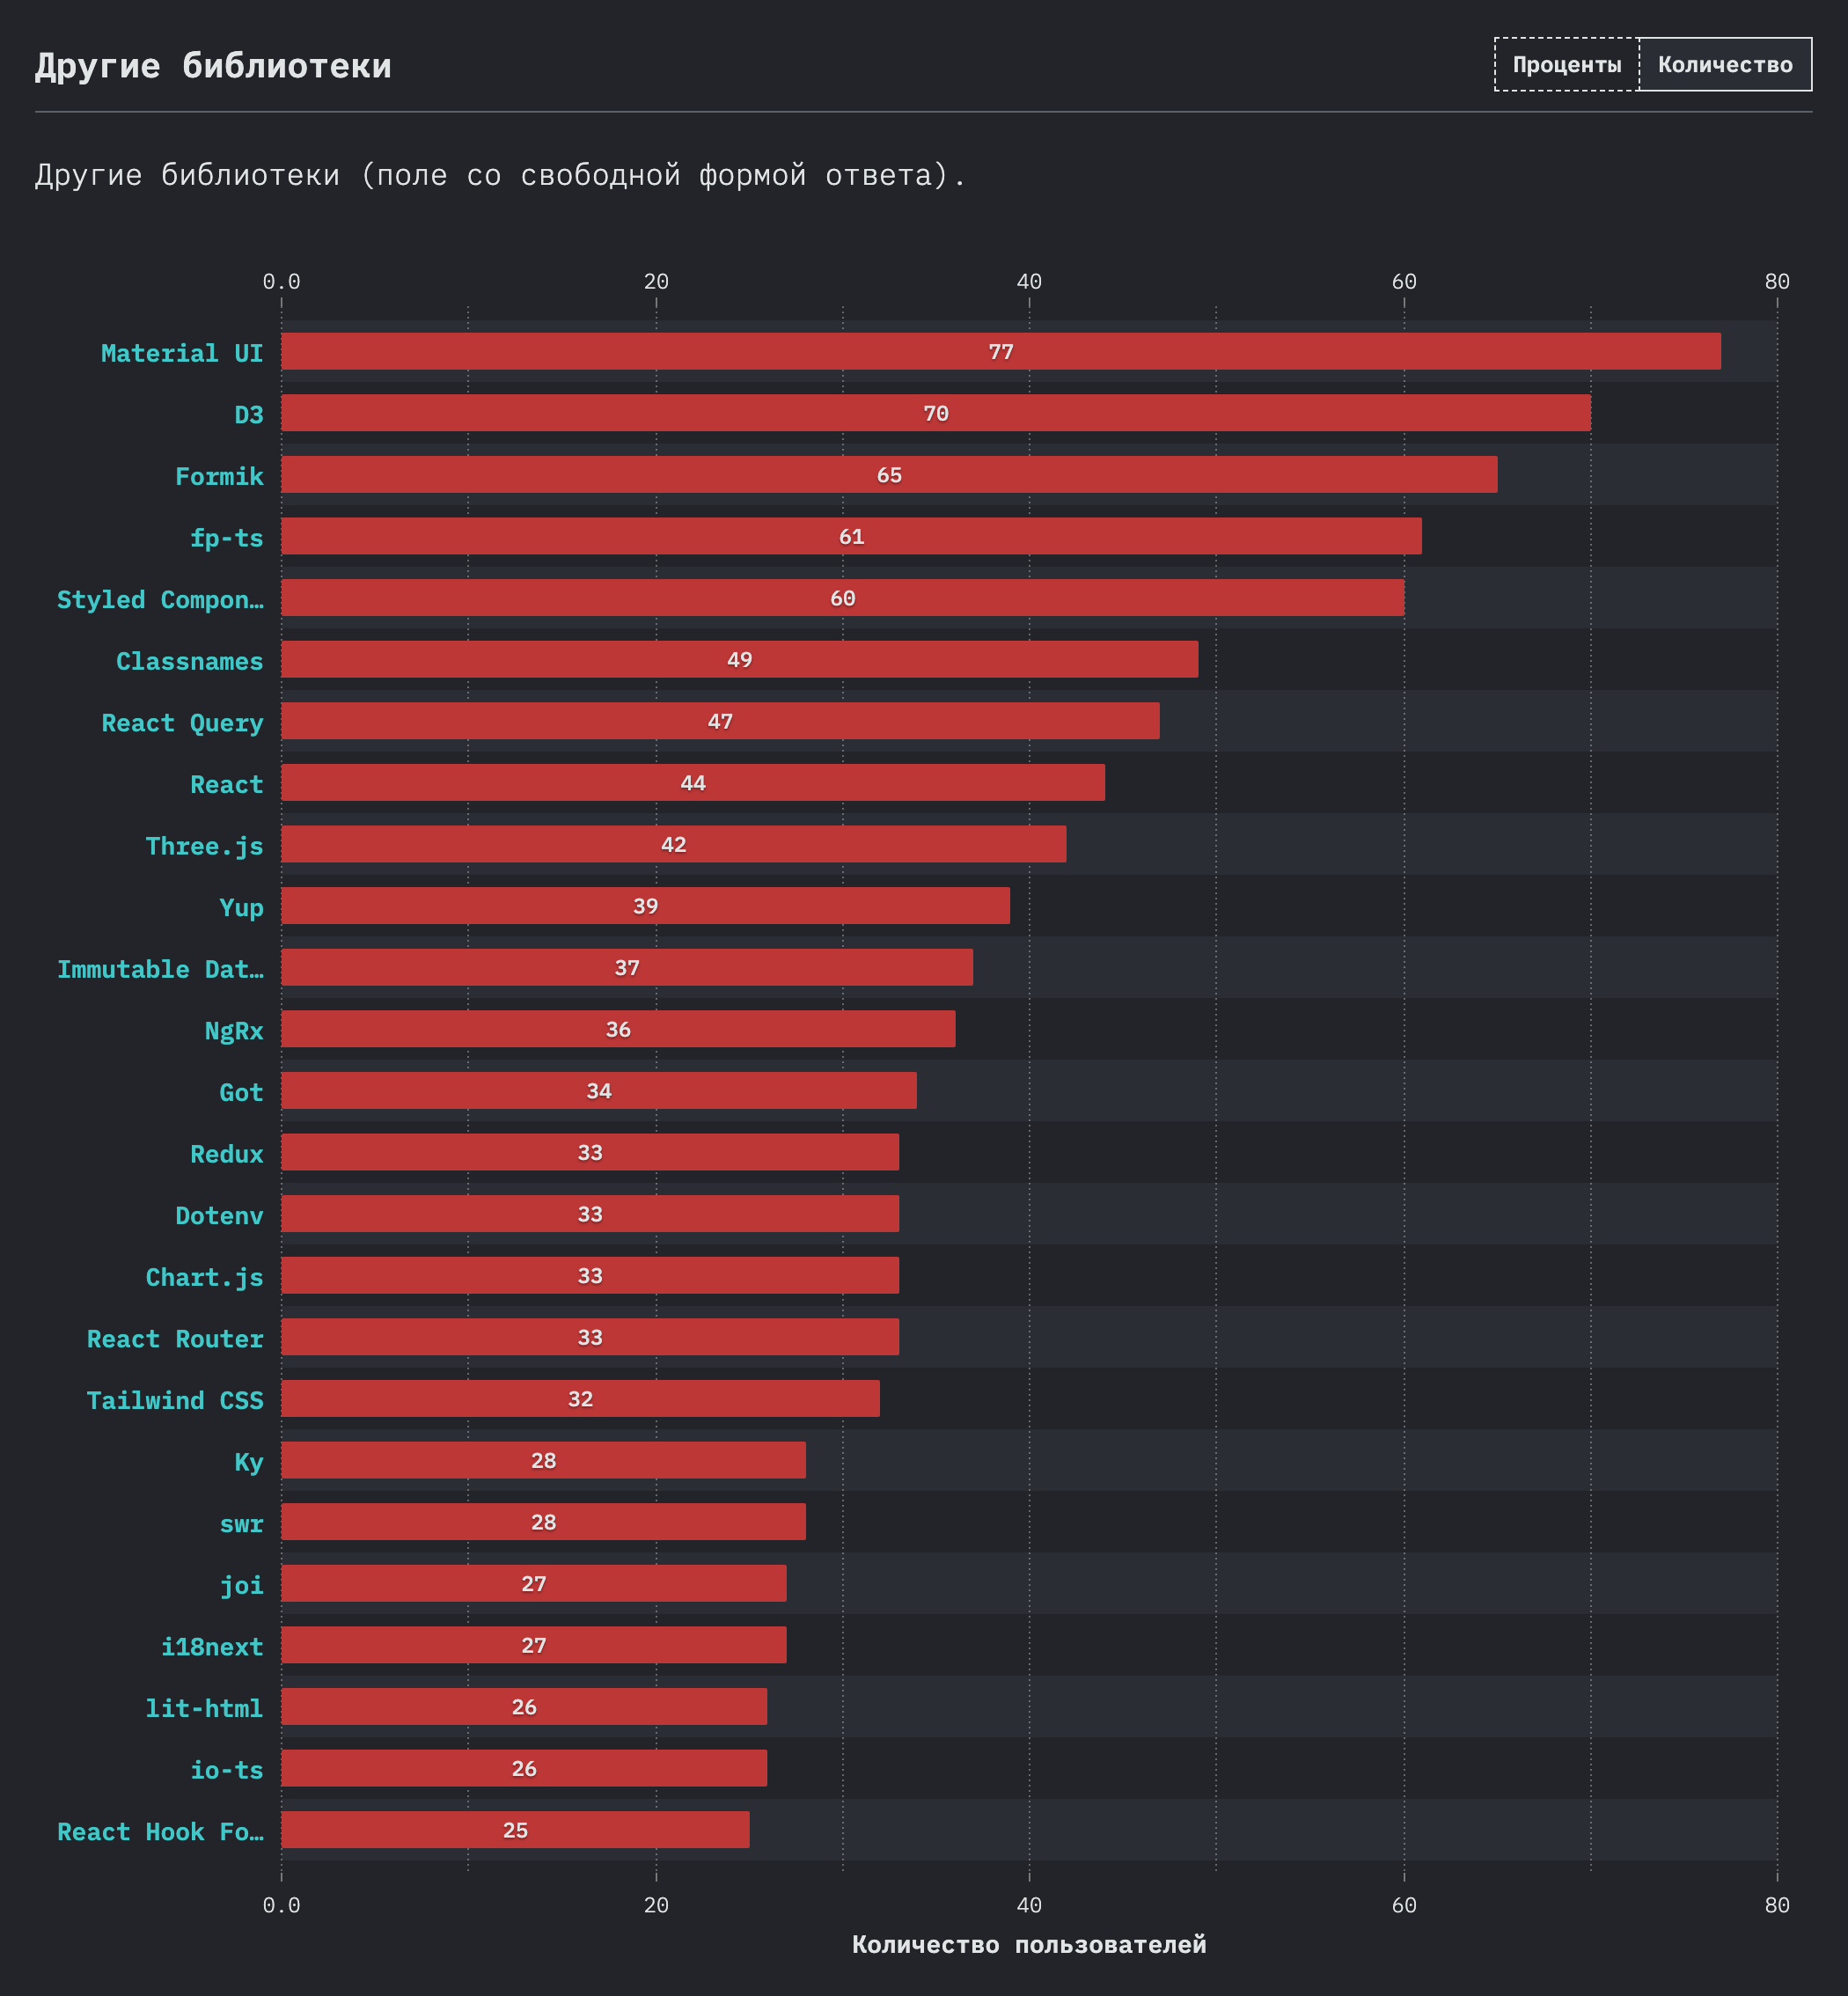 Другие библиотеки
Проценты Количество
Другие библиотеки (поле со свободной формой ответа).
0.0 20 40 60 80
Material UI 77
D3 70
Formik 65
fp-ts 61
Styled Compon… 60
Classnames 49
React Query 47
React 44
Three.js 42
Yup 39
Immutable Dat… 37
NgRx 36
Got 34
Redux 33
Dotenv 33
Chart.js 33
React Router 33
Tailwind CSS 32
Ky 28
swr 28
joi 27
i18next 27
lit-html 26
io-ts 26
React Hook Fo… 25
0.0 20 40 60 80
Количество пользователей